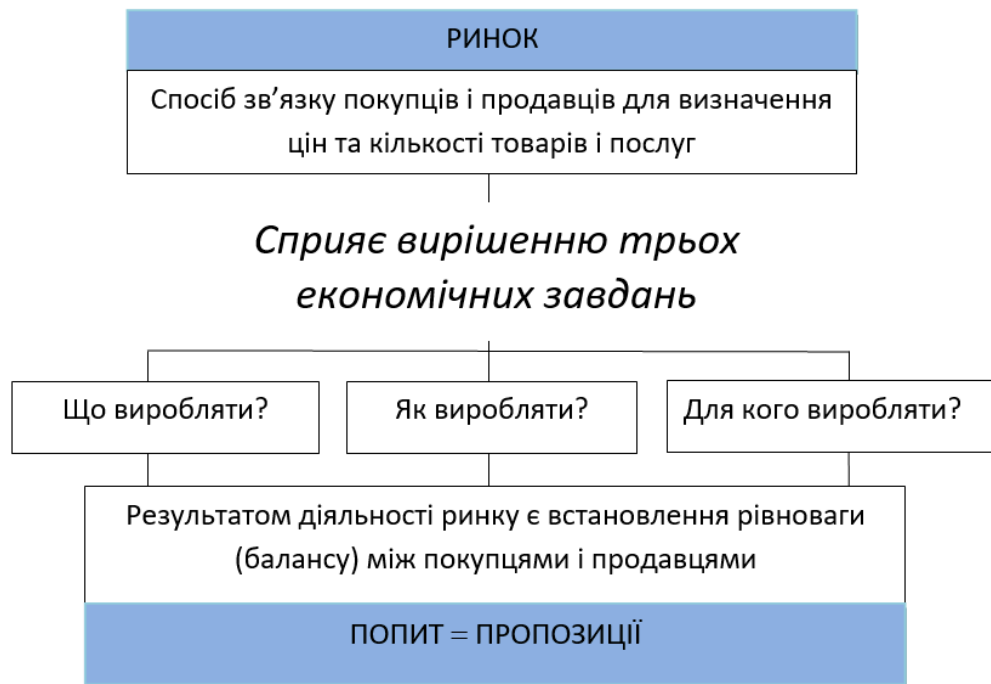 РИНОК
Спосіб зв’язку покупців і продавців для визначення
цін та кількості товарів і послуг
Сприяє вирішенню трьох
економічних завдань
Що виробляти?
Як виробляти?
Для кого виробляти?
Результатом діяльності ринку є встановлення рівноваги
(балансу) між покупцями і продавцями
ПОПИТ = ПРОПОЗИЦІЇ